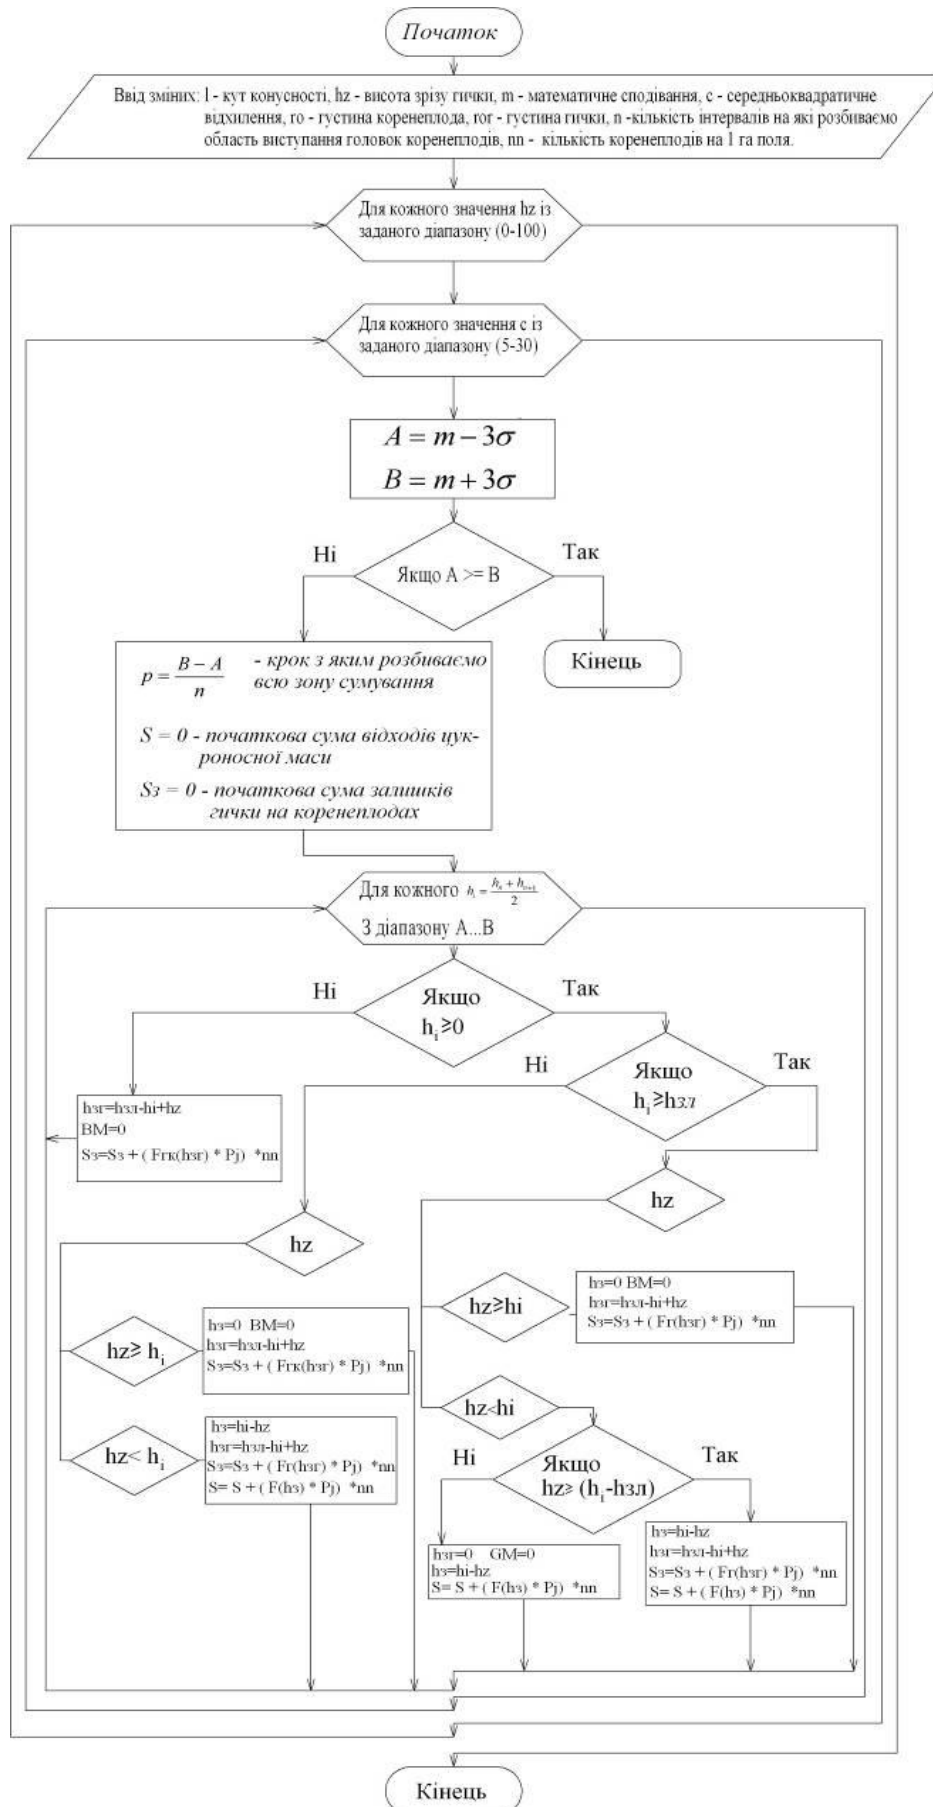 Початок
Ввід зміних: l - кут конусності, hz - висота зрізу гички, m - математичне сподівання, c - середньоквадратичне
відхилення, ro - густина коренеплода, ror - густина гички, n -кількість інтервалів на які розбиваємо
область виступання головок коренеплодів, nn - кількість коренеплодів на 1 га поля.
Для кожного значення hz із
заданого діапазону (0-100)
Для кожного значення с із
заданого діапазону (5-30)
A = m − 3σ
B = m + 3σ
Ні
Так
Якщо A >= B
Кінець
p = (B − A)/n - крок з яким розбиваємо
всю зону сумування
S = 0 - початкова сума відходів цук-
роносної маси
Sз = 0 - початкова сума залишків
гички на коренеплодах
Для кожного
З діапазону А...В
Ні
Так
Якщо
hᵢ≥0
Ні
Так
Якщо
hᵢ≥hзл
hзг=hзл-hi+hz
BM=0
Sз=Sз + ( Fгк(hзг) * Pj) *nn
hz
hz
hz≥hi
hз=0 BM=0
hзг=hзл-hi+hz
Sз=Sз + ( Fг(hзг) * Pj) *nn
hz≥ hᵢ
hз=0 BM=0
hзг=hзл-hi+hz
Sз=Sз + ( Fгк(hзг) * Pj) *nn
hz<hi
hz< hᵢ
hз=hi-hz
hзг=hзл-hi+hz
Sз=Sз + ( Fг(hзг) * Pj) *nn
S= S + ( F(hз) * Pj) *nn
Ні
Так
Якщо
hz≥ (hᵢ-hзл)
hзг=0 GM=0
hз=hi-hz
S= S + ( F(hз) * Pj) *nn
hз=hi-hz
hзг=hзл-hi+hz
Sз=Sз + ( Fг(hзг) * Pj) *nn
S= S + ( F(hз) * Pj) *nn
Кінець